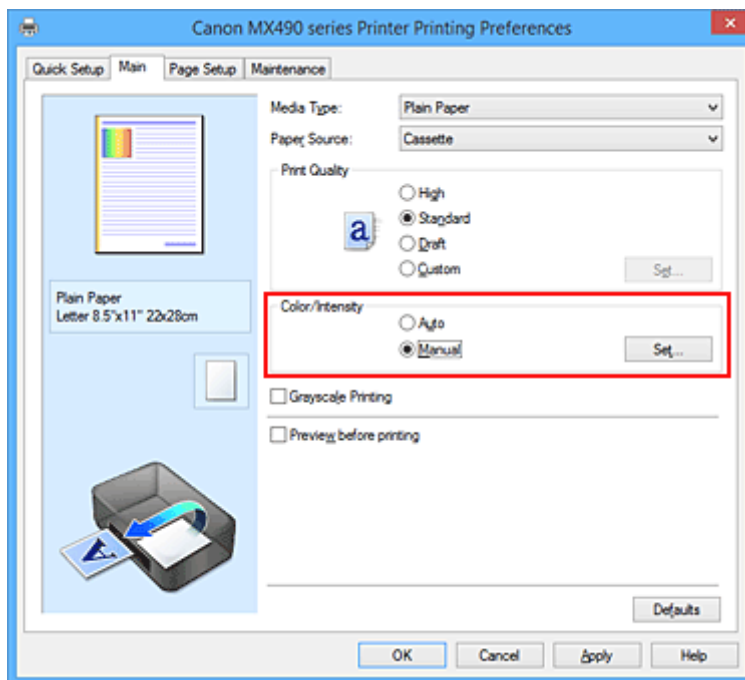 Canon MX490 series Printer Printing Preferences
Quick Setup Main Page Setup Maintenance
Media Type: Plain Paper
Paper Source: Cassette
Print Quality
High
a Standard
Draft
Custom Set...
Plain Paper
Letter 8.5"x11" 22x28cm
Color/Intensity
Auto
Manual Set...
Grayscale Printing
Preview before printing
A
Defaults
OK Cancel Apply Help